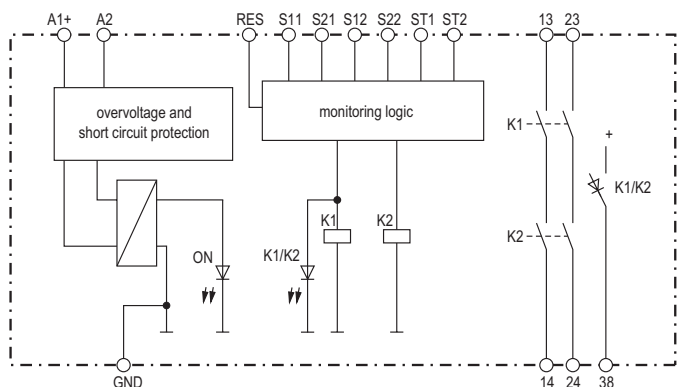 A1+ A2 RES S11 S21 S12 S22 ST1 ST2 13 23
overvoltage and
short circuit protection
monitoring logic
K1
+
K1/K2
K1 K2
K2
ON K1/K2
GND 14 24 38